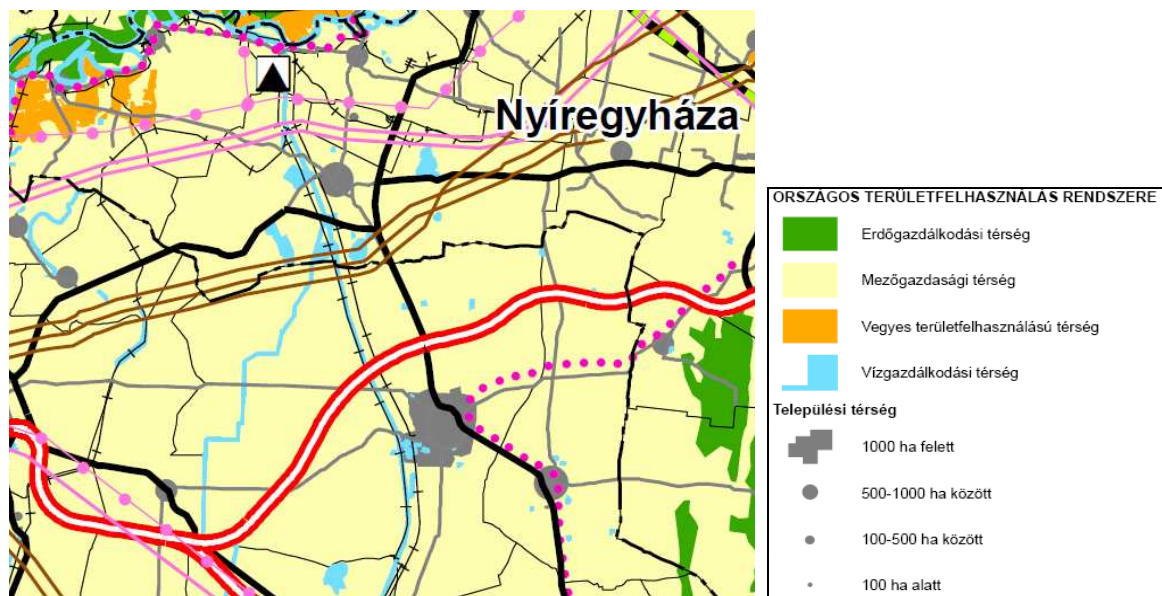 Nyíregyháza
ORSZÁGOS TERÜLETFELHASZNÁLÁS RENDSZERE
Erdőgazdálkodási térség
Mezőgazdasági térség
Vegyes területfelhasználású térség
Vízgazdálkodási térség
Települési térség
1000 ha felett
500-1000 ha között
100-500 ha között
100 ha alatt